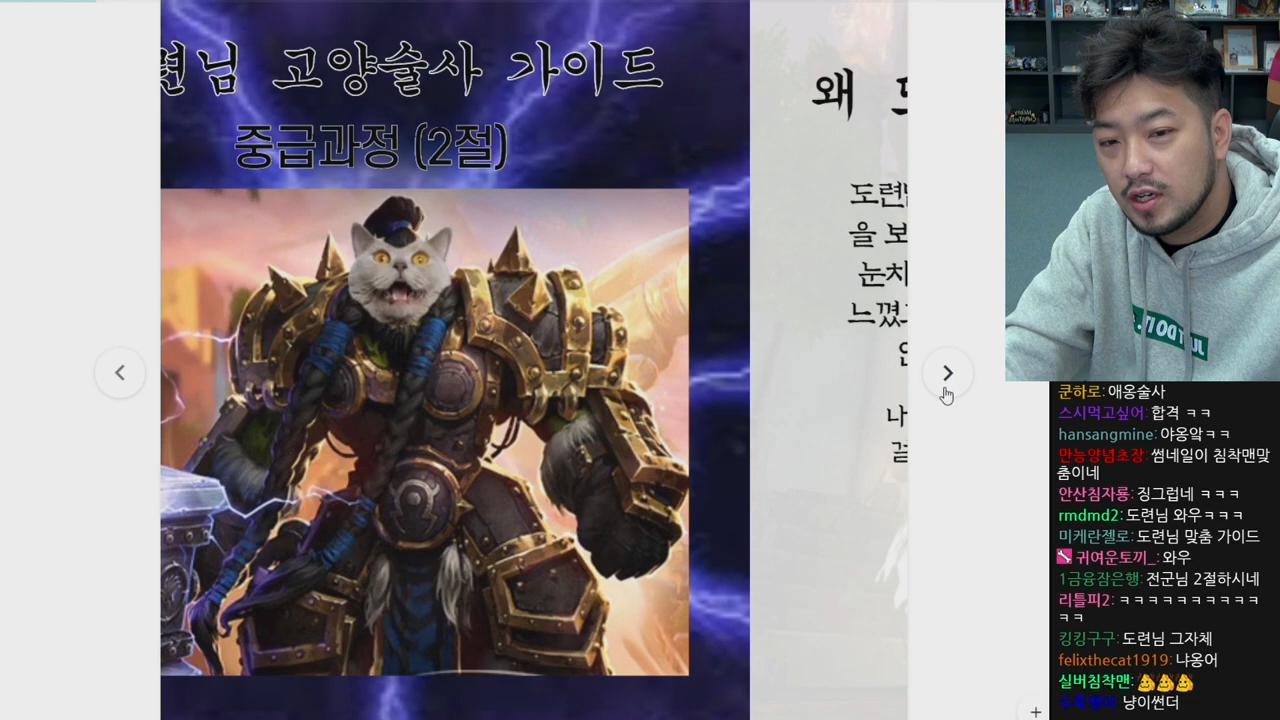 련님 고양술사 가이드
중급과정 (2절)
왜
도련
을 보
눈치
느꼈
나
쿤하로: 애옹술사
스시먹고싶어: 합격 ㅋㅋ
hansangmine: 야옹앜ㅋㅋ
만능양념초장: 썸네일이 침착맨맞
춤이네
안산침자룡: 징그럽네 ㅋㅋㅋ
rmdmd2: 도련님 와우ㅋㅋㅋ
미케란젤로: 도련님 맞춤 가이드
귀여운토끼_: 와우
1금융잠은행: 전군님 2절하시네
리틀피2: ㅋㅋㅋㅋㅋㅋㅋㅋㅋㅋ
ㅋㅋ
킹킹구구: 도련님 그자체
felixthecat1919: 냐옹어
실버침착맨:
냥이썬더